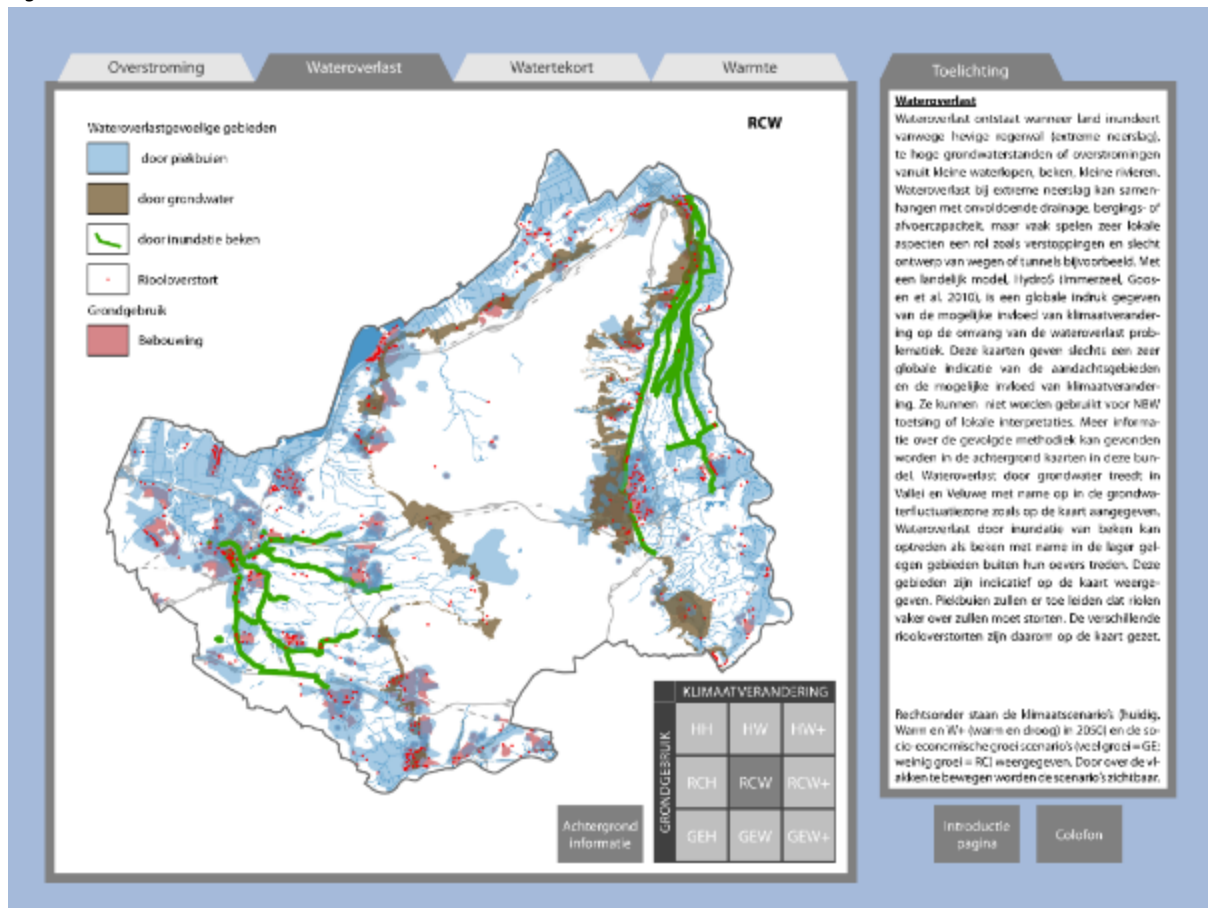 Overstroming
Wateroverlast
Watertekort
Warmte
Toelichting
RCW
Wateroverlastgevoelige gebieden
door piekbuien
door grondwater
door inundatie beken
Riooloverstort
Grondgebruik
Bebouwing
KLIMAATVERANDERING
GRONDGEBRUIK
HH HW HW+
RCH RCW RCW+
GEH GEW GEW+
Achtergrond
informatie
Wateroverlast
Wateroverlast ontstaat wanneer land inundeert
vanwege hevige regenval (extreme neerslag),
te hoge grondwaterstanden of overstromingen
vanuit kleine waterlopen, beken, kleine rivieren.
Wateroverlast bij extreme neerslag kan samen-
hangen met onvoldoende drainage, bergings- of
afvoercapaciteit, maar vaak spelen zeer lokale
aspecten een rol zoals verstoppingen en slecht
ontwerp van wegen of tunnels bijvoorbeeld. Met
een landelijk model, HydroS (Immerzeel, Goos-
en et al. 2010), is een globale indruk gegeven
van de mogelijke invloed van klimaatverander-
ing op de omvang van de wateroverlast prob-
lematiek. Deze kaarten geven slechts een zeer
globale indicatie van de aandachtsgebieden
en de mogelijke invloed van klimaatverander-
ing. Ze kunnen niet worden gebruikt voor NBW
toetsing of lokale interpretaties. Meer informa-
tie over de gevolgde methodiek kan gevonden
worden in de achtergrond kaarten in deze bun-
del. Wateroverlast door grondwater treedt in
Vallei en Veluwe met name op in de grondwa-
terfluctuatiezone zoals op de kaart aangegeven.
Wateroverlast door inundatie van beken kan
optreden als beken met name in de lager gel-
egen gebieden buiten hun oevers treden. Deze
gebieden zijn indicatief op de kaart weerge-
geven. Piekbuien zullen er toe leiden dat riolen
vaker over zullen moet storten. De verschillende
riooloverstorten zijn daarom op de kaart gezet.
Rechtsonder staan de klimaatscenario's (huidig,
Warm en W+ (warm en droog) in 2050) en de so-
cio-economische groei scenario's (veel groei = GE;
weinig groei = RC) weergegeven. Door over de vl-
akken te bewegen worden de scenario's zichtbaar.
Introductie
pagina
Colofon